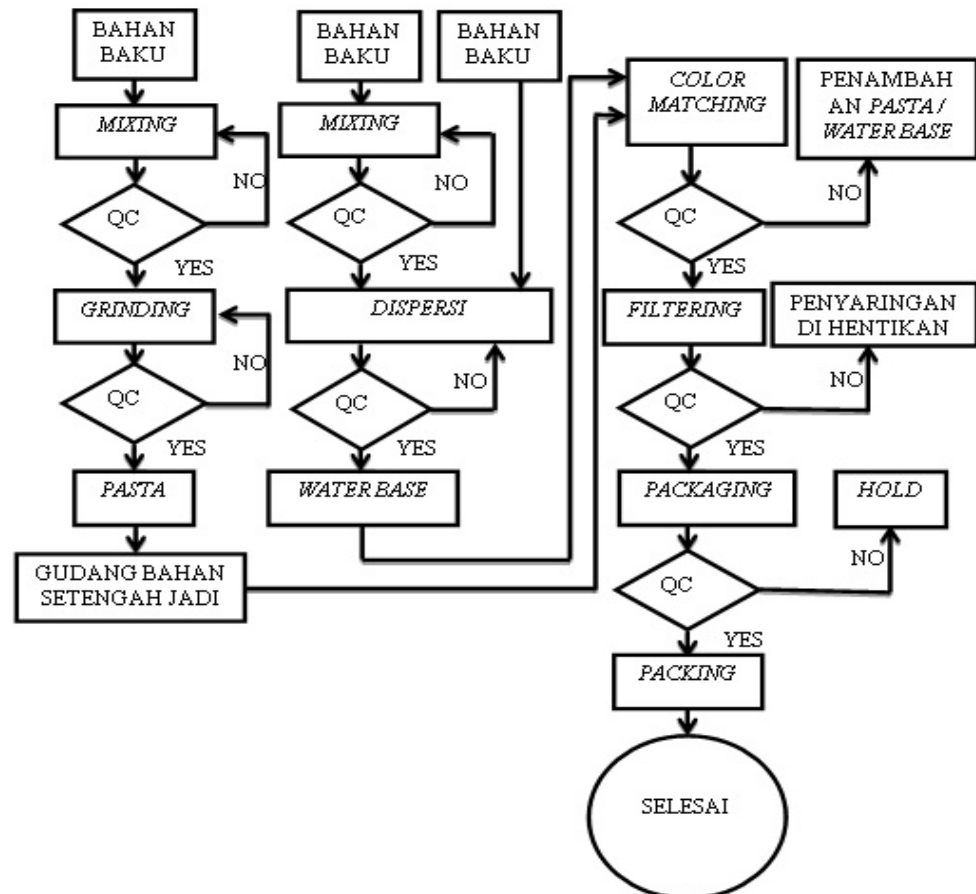 BAHAN
BAKU
MIXING
NO
QC
YES
GRINDING
NO
QC
YES
PASTA
GUDANG BAHAN
SETENGAH JADI
BAHAN
BAKU
BAHAN
BAKU
MIXING
NO
QC
YES
DISPERSI
NO
QC
YES
WATER BASE
COLOR
MATCHING
PENAMBAH
AN PASTA /
WATER BASE
NO
QC
YES
FILTERING
PENYARINGAN
DI HENTIKAN
NO
QC
YES
PACKAGING
HOLD
NO
QC
YES
PACKING
SELESAI